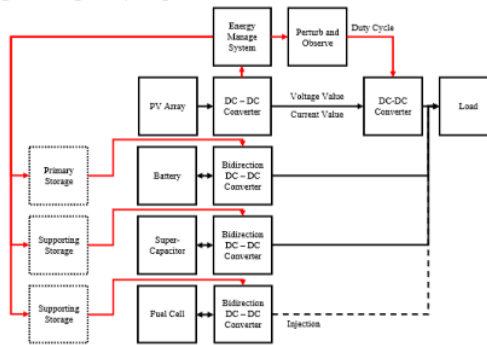 Energy
Manage
System
Perturb and
Observe
Duty Cycle
PV Array
DC – DC
Converter
Voltage Value
Current Value
DC-DC
Converter
Load
Primary
Storage
Battery
Bidirection
DC – DC
Converter
Supporting
Storage
Super-
Capacitor
Bidirection
DC – DC
Converter
Supporting
Storage
Fuel Cell
Bidirection
DC – DC
Converter
Injection